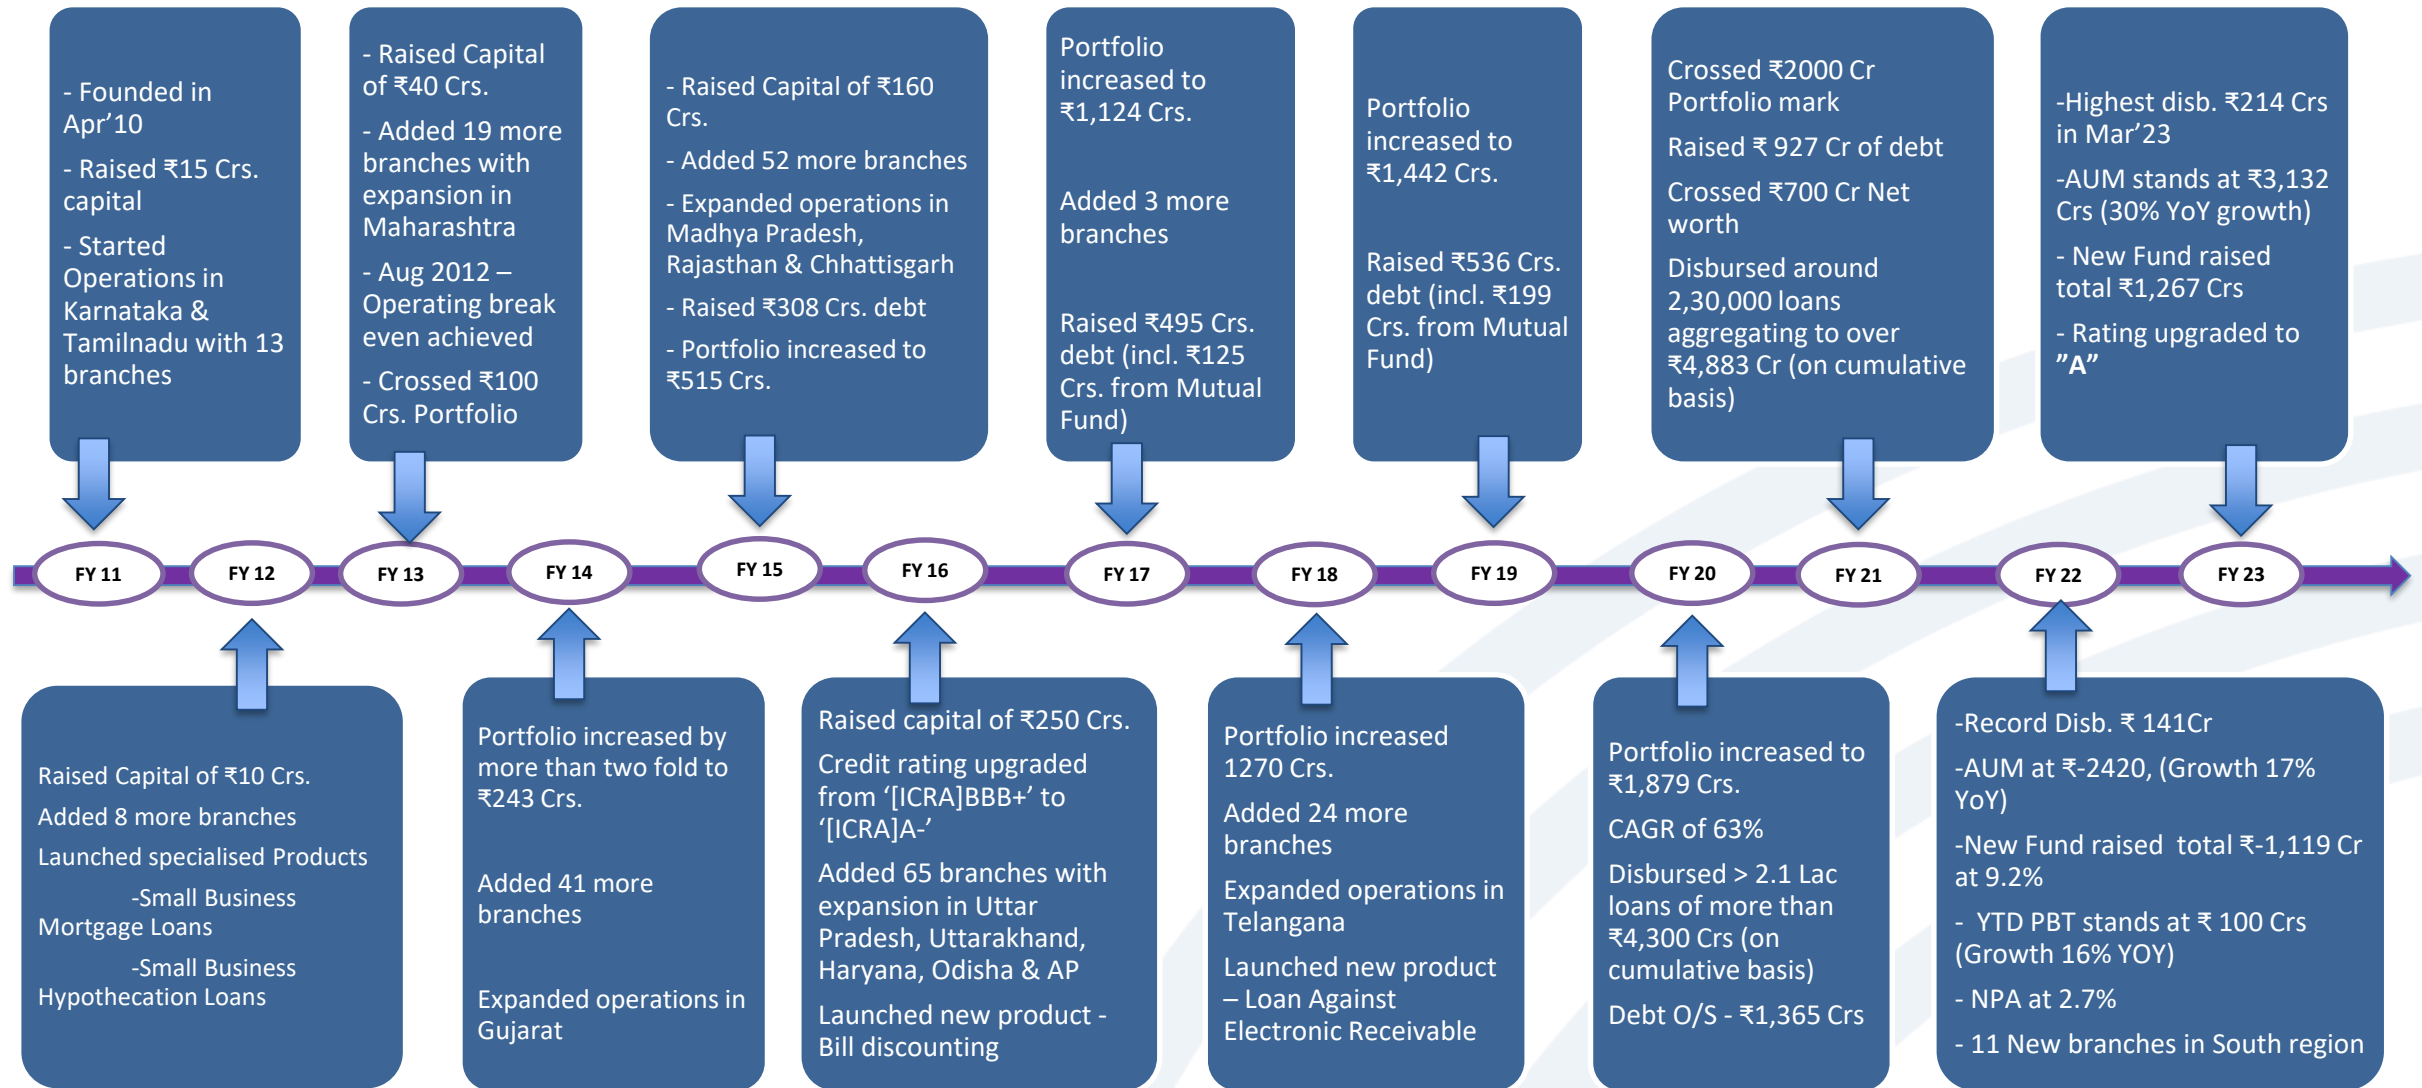 - Founded in
Apr’10
- Raised ₹15 Crs.
capital
- Started
Operations in
Karnataka &
Tamilnadu with 13
branches
- Raised Capital
of ₹40 Crs.
- Added 19 more
branches with
expansion in
Maharashtra
- Aug 2012 –
Operating break
even achieved
- Crossed ₹100
Crs. Portfolio
- Raised Capital of ₹160
Crs.
- Added 52 more branches
- Expanded operations in
Madhya Pradesh,
Rajasthan & Chhattisgarh
- Raised ₹308 Crs. debt
- Portfolio increased to
₹515 Crs.
Portfolio
increased to
₹1,124 Crs.
Added 3 more
branches
Raised ₹495 Crs.
debt (incl. ₹125
Crs. from Mutual
Fund)
Portfolio
increased to
₹1,442 Crs.
Raised ₹536 Crs.
debt (incl. ₹199
Crs. from Mutual
Fund)
Crossed ₹2000 Cr
Portfolio mark
Raised ₹ 927 Cr of debt
Crossed ₹700 Cr Net
worth
Disbursed around
2,30,000 loans
aggregating to over
₹4,883 Cr (on cumulative
basis)
-Highest disb. ₹214 Crs
in Mar’23
-AUM stands at ₹3,132
Crs (30% YoY growth)
- New Fund raised
total ₹1,267 Crs
- Rating upgraded to
”A”
FY 11
FY 12
FY 13
FY 14
FY 15
FY 16
FY 17
FY 18
FY 19
FY 20
FY 21
FY 22
FY 23
Raised Capital of ₹10 Crs.
Added 8 more branches
Launched specialised Products
-Small Business
Mortgage Loans
-Small Business
Hypothecation Loans
Portfolio increased by
more than two fold to
₹243 Crs.
Added 41 more
branches
Expanded operations in
Gujarat
Raised capital of ₹250 Crs.
Credit rating upgraded
from ‘[ICRA]BBB+’ to
‘[ICRA]A-’
Added 65 branches with
expansion in Uttar
Pradesh, Uttarakhand,
Haryana, Odisha & AP
Launched new product -
Bill discounting
Portfolio increased
1270 Crs.
Added 24 more
branches
Expanded operations in
Telangana
Launched new product
– Loan Against
Electronic Receivable
Portfolio increased to
₹1,879 Crs.
CAGR of 63%
Disbursed > 2.1 Lac
loans of more than
₹4,300 Crs (on
cumulative basis)
Debt O/S - ₹1,365 Crs
-Record Disb. ₹ 141Cr
-AUM at ₹-2420, (Growth 17%
YoY)
-New Fund raised total ₹-1,119 Cr
at 9.2%
- YTD PBT stands at ₹ 100 Crs
(Growth 16% YOY)
- NPA at 2.7%
- 11 New branches in South region